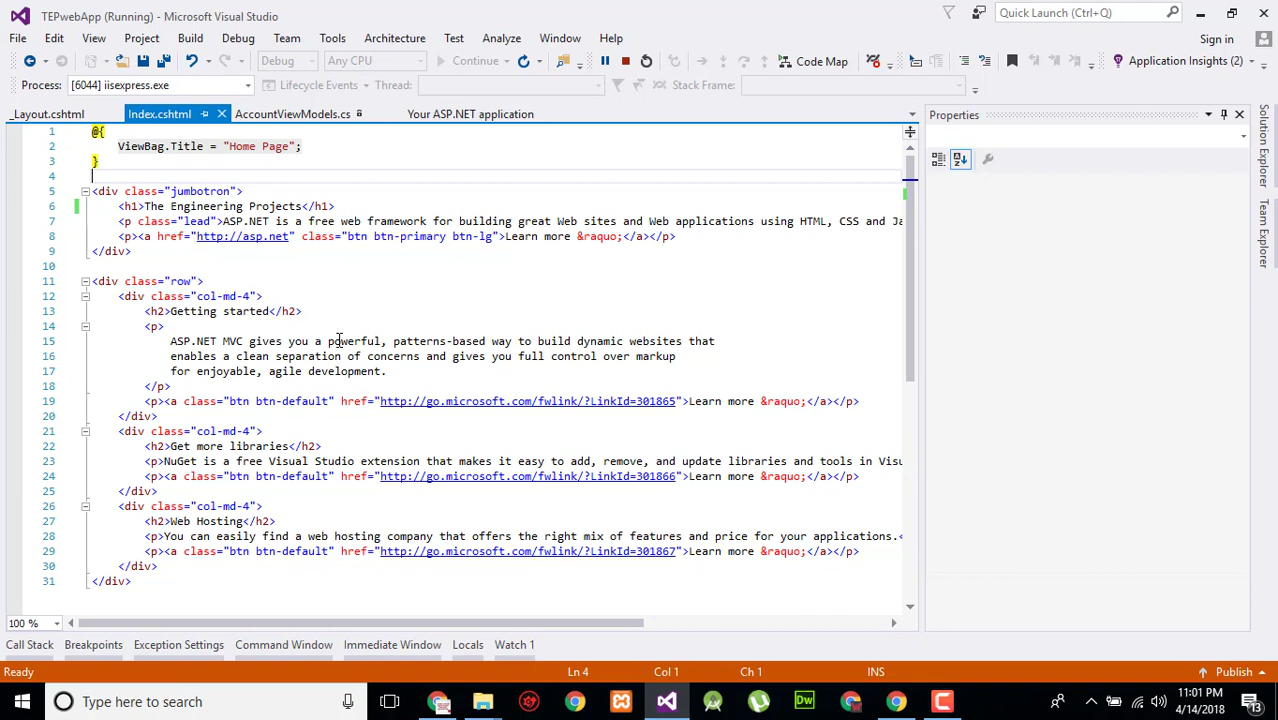 TEPwebApp (Running) - Microsoft Visual Studio
Quick Launch (Ctrl+Q)
File Edit View Project Build Debug Team Tools Architecture Test Analyze Window Help Sign in
Debug Any CPU Continue Code Map Application Insights (2)
Process: [6044] iisexpress.exe Lifecycle Events Thread: Stack Frame:
_Layout.cshtml Index.cshtml AccountViewModels.cs Your ASP.NET application Properties
1 @{
2 ViewBag.Title = "Home Page";
3 }
4
5 <div class="jumbotron">
6 <h1>The Engineering Projects</h1>
7 <p class="lead">ASP.NET is a free web framework for building great Web sites and Web applications using HTML, CSS and Ja
8 <p><a href="http://asp.net" class="btn btn-primary btn-lg">Learn more &raquo;</a></p>
9 </div>
10
11 <div class="row">
12 <div class="col-md-4">
13 <h2>Getting started</h2>
14 <p>
15 ASP.NET MVC gives you a powerful, patterns-based way to build dynamic websites that
16 enables a clean separation of concerns and gives you full control over markup
17 for enjoyable, agile development.
18 </p>
19 <p><a class="btn btn-default" href="http://go.microsoft.com/fwlink/?LinkId=301865">Learn more &raquo;</a></p>
20 </div>
21 <div class="col-md-4">
22 <h2>Get more libraries</h2>
23 <p>NuGet is a free Visual Studio extension that makes it easy to add, remove, and update libraries and tools in Visu
24 <p><a class="btn btn-default" href="http://go.microsoft.com/fwlink/?LinkId=301866">Learn more &raquo;</a></p>
25 </div>
26 <div class="col-md-4">
27 <h2>Web Hosting</h2>
28 <p>You can easily find a web hosting company that offers the right mix of features and price for your applications.<
29 <p><a class="btn btn-default" href="http://go.microsoft.com/fwlink/?LinkId=301867">Learn more &raquo;</a></p>
30 </div>
31 </div>
Solution Explorer
Team Explorer
100 %
Call Stack Breakpoints Exception Settings Command Window Immediate Window Locals Watch 1
Ready Ln 4 Col 1 Ch 1 INS Publish
Type here to search
Dw
11:01 PM
4/14/2018
13